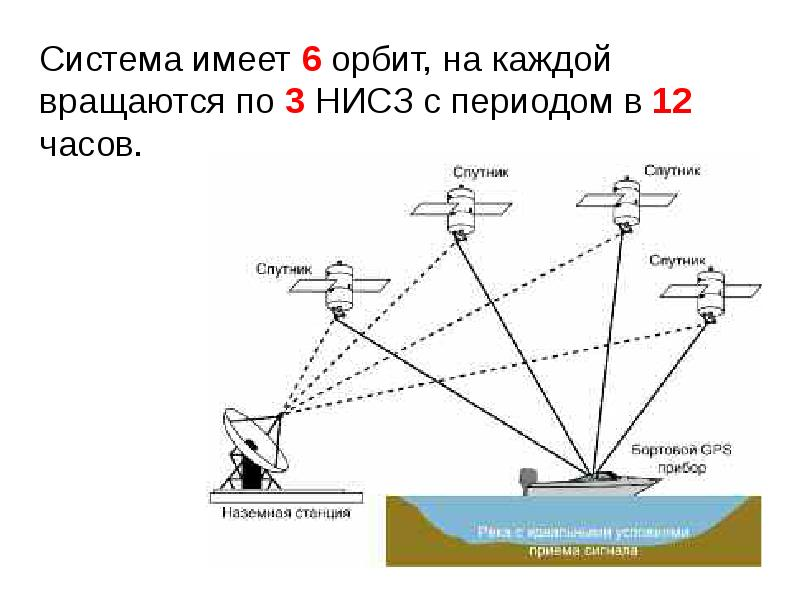 Система имеет 6 орбит, на каждой
вращаются по 3 НИСЗ с периодом в 12
часов.
Спутник
Спутник
Спутник
Спутник
Бортовой GPS
прибор
Наземная станция
Река с идеальными условиями
приема сигнала